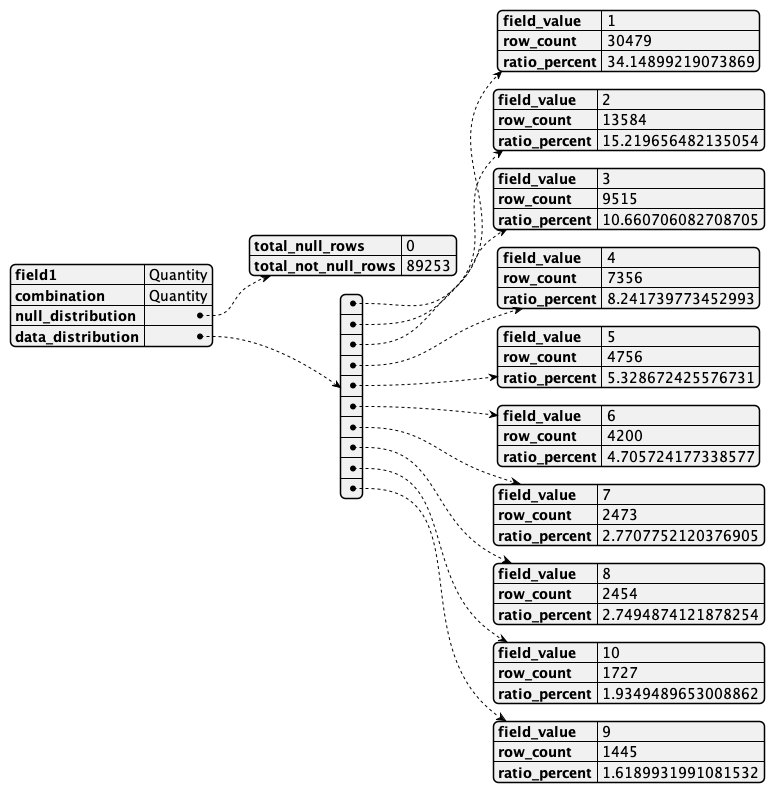 field1 Quantity
combination Quantity
null_distribution
data_distribution
total_null_rows 0
total_not_null_rows 89253
field_value 1
row_count 30479
ratio_percent 34.14899219073869
field_value 2
row_count 13584
ratio_percent 15.219656482135054
field_value 3
row_count 9515
ratio_percent 10.660706082708705
field_value 4
row_count 7356
ratio_percent 8.241739773452993
field_value 5
row_count 4756
ratio_percent 5.328672425576731
field_value 6
row_count 4200
ratio_percent 4.705724177338577
field_value 7
row_count 2473
ratio_percent 2.7707752120376905
field_value 8
row_count 2454
ratio_percent 2.7494874121878254
field_value 10
row_count 1727
ratio_percent 1.9349489653008862
field_value 9
row_count 1445
ratio_percent 1.6189931991081532